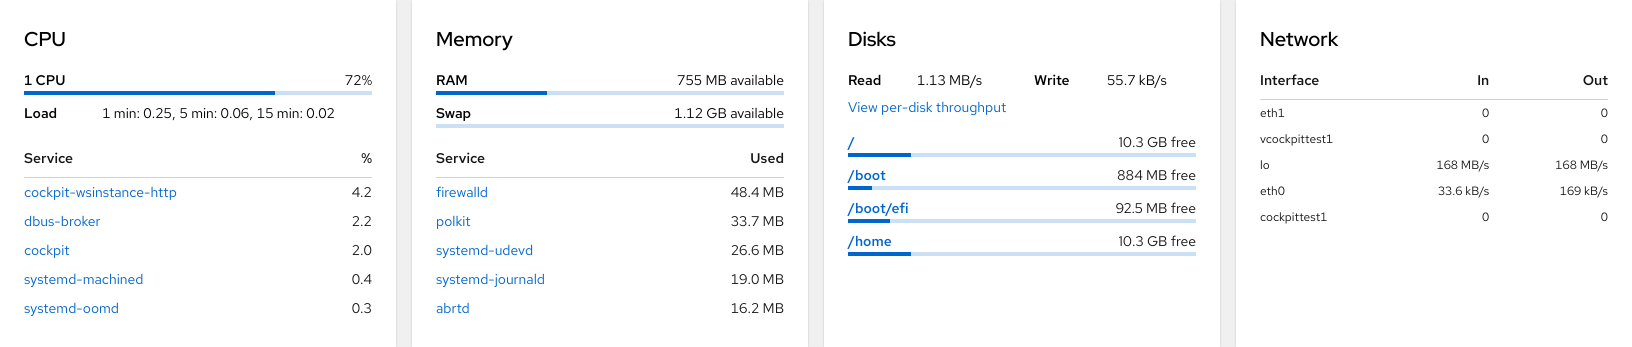 CPU
1 CPU 72%
Load 1 min: 0.25, 5 min: 0.06, 15 min: 0.02
Service %
cockpit-wsinstance-http 4.2
dbus-broker 2.2
cockpit 2.0
systemd-machined 0.4
systemd-oomd 0.3
Memory
RAM 755 MB available
Swap 1.12 GB available
Service Used
firewalld 48.4 MB
polkit 33.7 MB
systemd-udevd 26.6 MB
systemd-journald 19.0 MB
abrtd 16.2 MB
Disks
Read 1.13 MB/s Write 55.7 kB/s
View per-disk throughput
/ 10.3 GB free
/boot 884 MB free
/boot/efi 92.5 MB free
/home 10.3 GB free
Network
Interface In Out
eth1 0 0
vcockpittest1 0 0
lo 168 MB/s 168 MB/s
eth0 33.6 kB/s 169 kB/s
cockpittest1 0 0